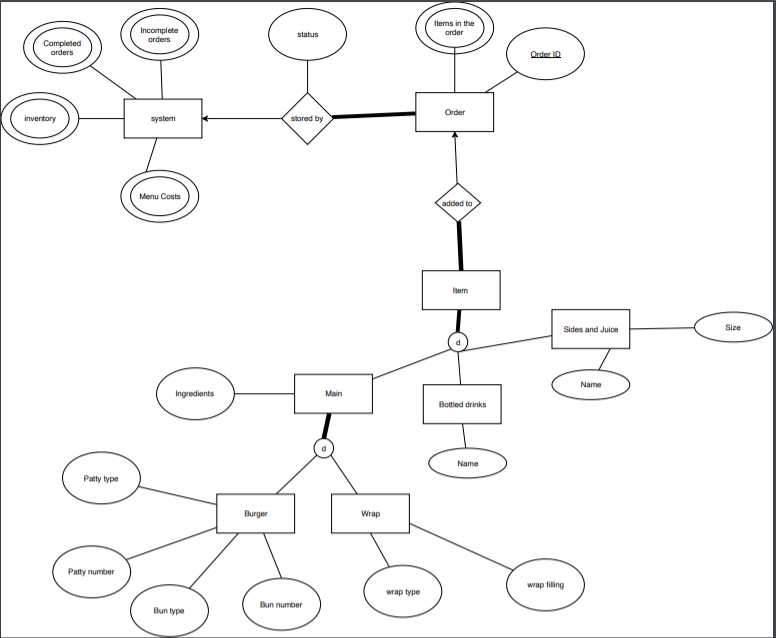 Items in the
order
Incomplete
orders
status
Completed
orders
Order ID
inventory
system
stored by
Order
Menu Costs
added to
Item
Sides and Juice
Size
d
Name
Ingredients
Main
Bottled drinks
d
Name
Patty type
Burger
Wrap
Patty number
wrap type
wrap filling
Bun type
Bun number